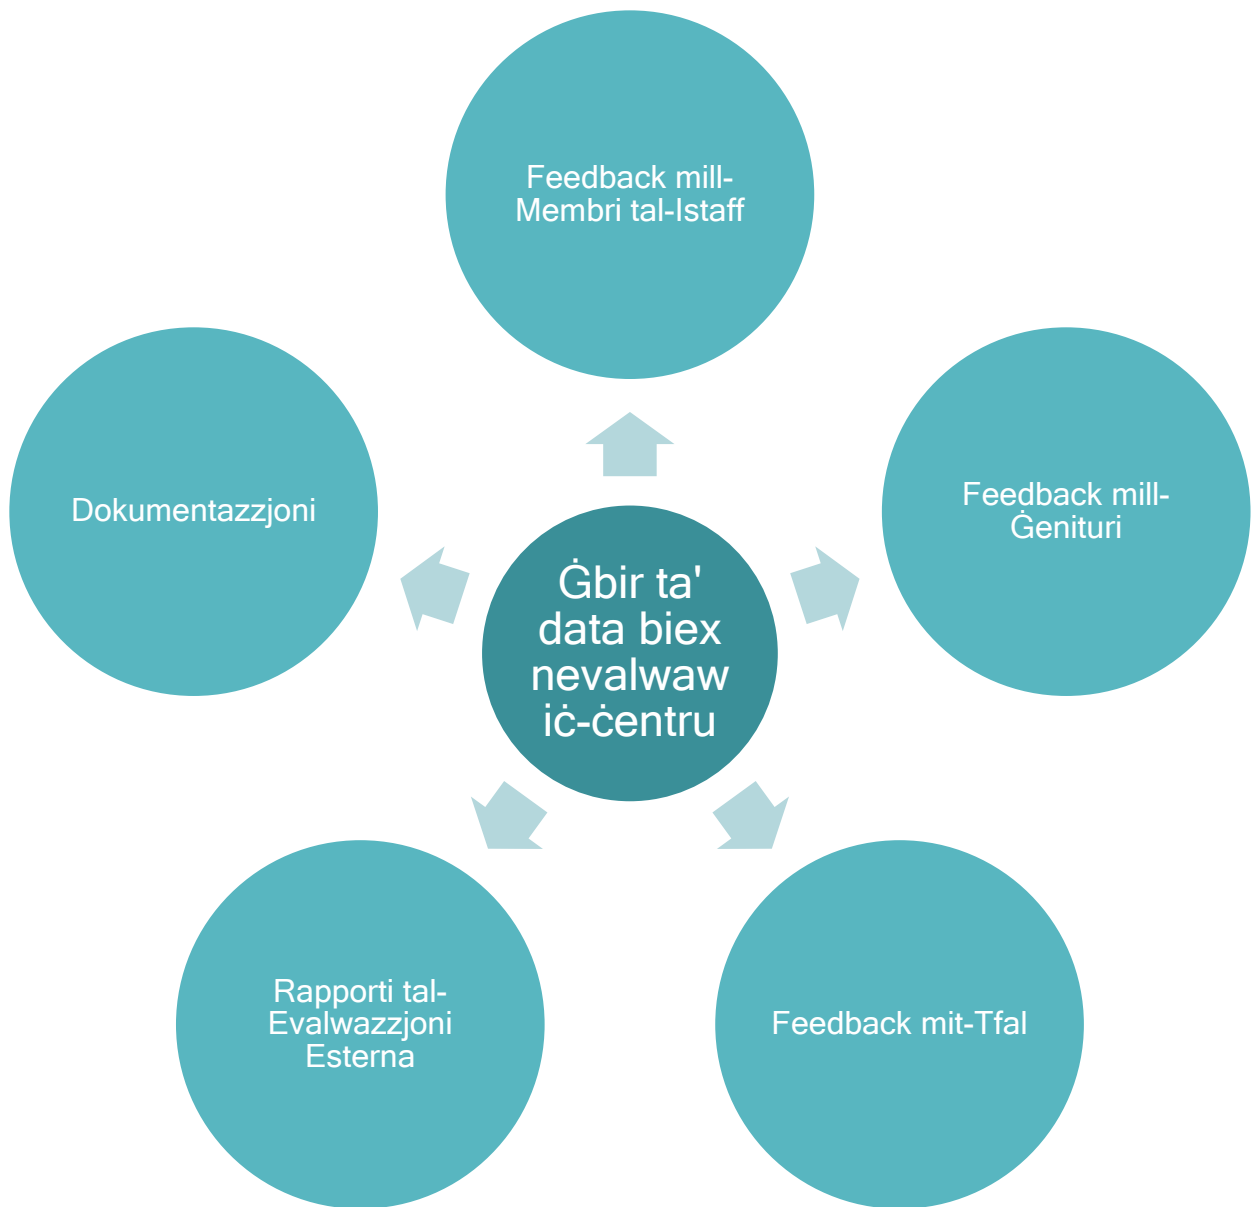 Feedback mill-
Membri tal-Istaff
Dokumentazzjoni
Feedback mill-
Ġenituri
Ġbir ta'
data biex
nevalwaw
iċ-ċentru
Rapporti tal-
Evalwazzjoni
Esterna
Feedback mit-Tfal